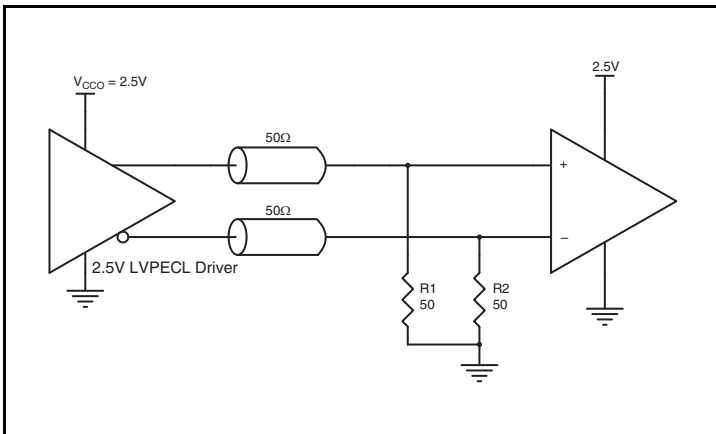 V_CCO = 2.5V
2.5V
50Ω
+
50Ω
−
2.5V LVPECL Driver
R1
50
R2
50